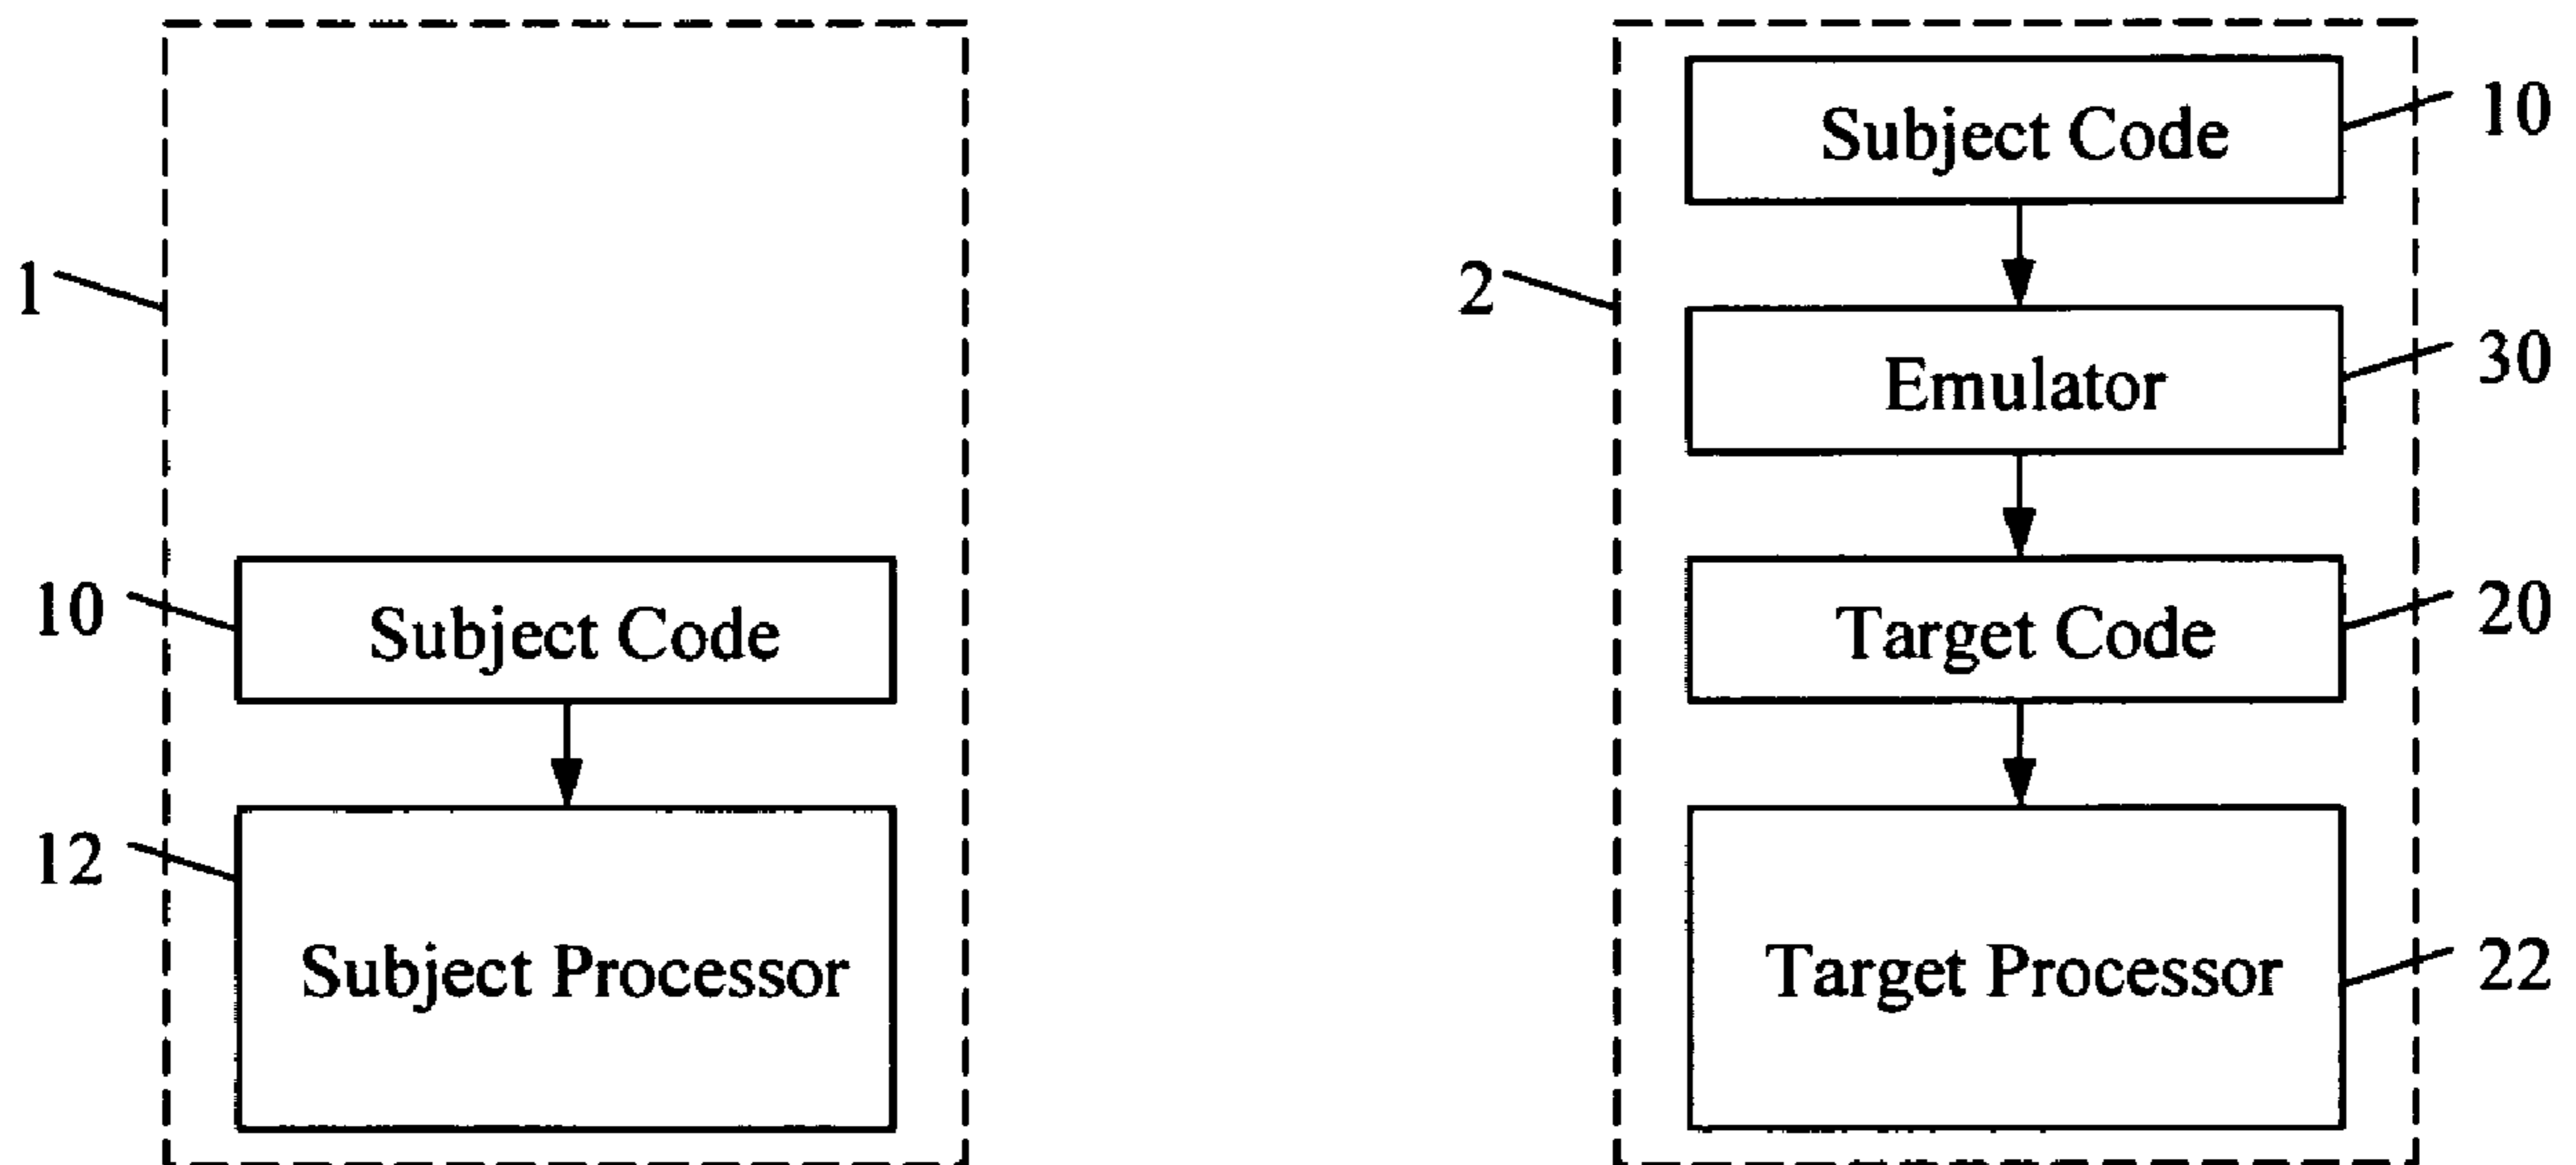 1
10
Subject Code
12
Subject Processor
2
Subject Code
10
Emulator
30
Target Code
20
Target Processor
22